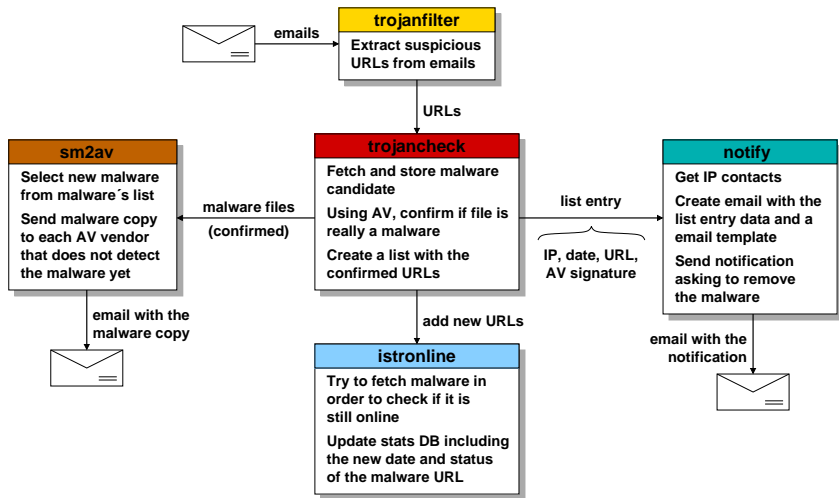 trojanfilter
emails
Extract suspicious
URLs from emails
URLs
sm2av
Select new malware
from malware´s list
Send malware copy
to each AV vendor
that does not detect
the malware yet
malware files
(confirmed)
trojancheck
Fetch and store malware
candidate
Using AV, confirm if file is
really a malware
Create a list with the
confirmed URLs
list entry
IP, date, URL,
AV signature
notify
Get IP contacts
Create email with the
list entry data and a
email template
Send notification
asking to remove
the malware
email with the
malware copy
add new URLs
email with the
notification
istronline
Try to fetch malware in
order to check if it is
still online
Update stats DB including
the new date and status
of the malware URL